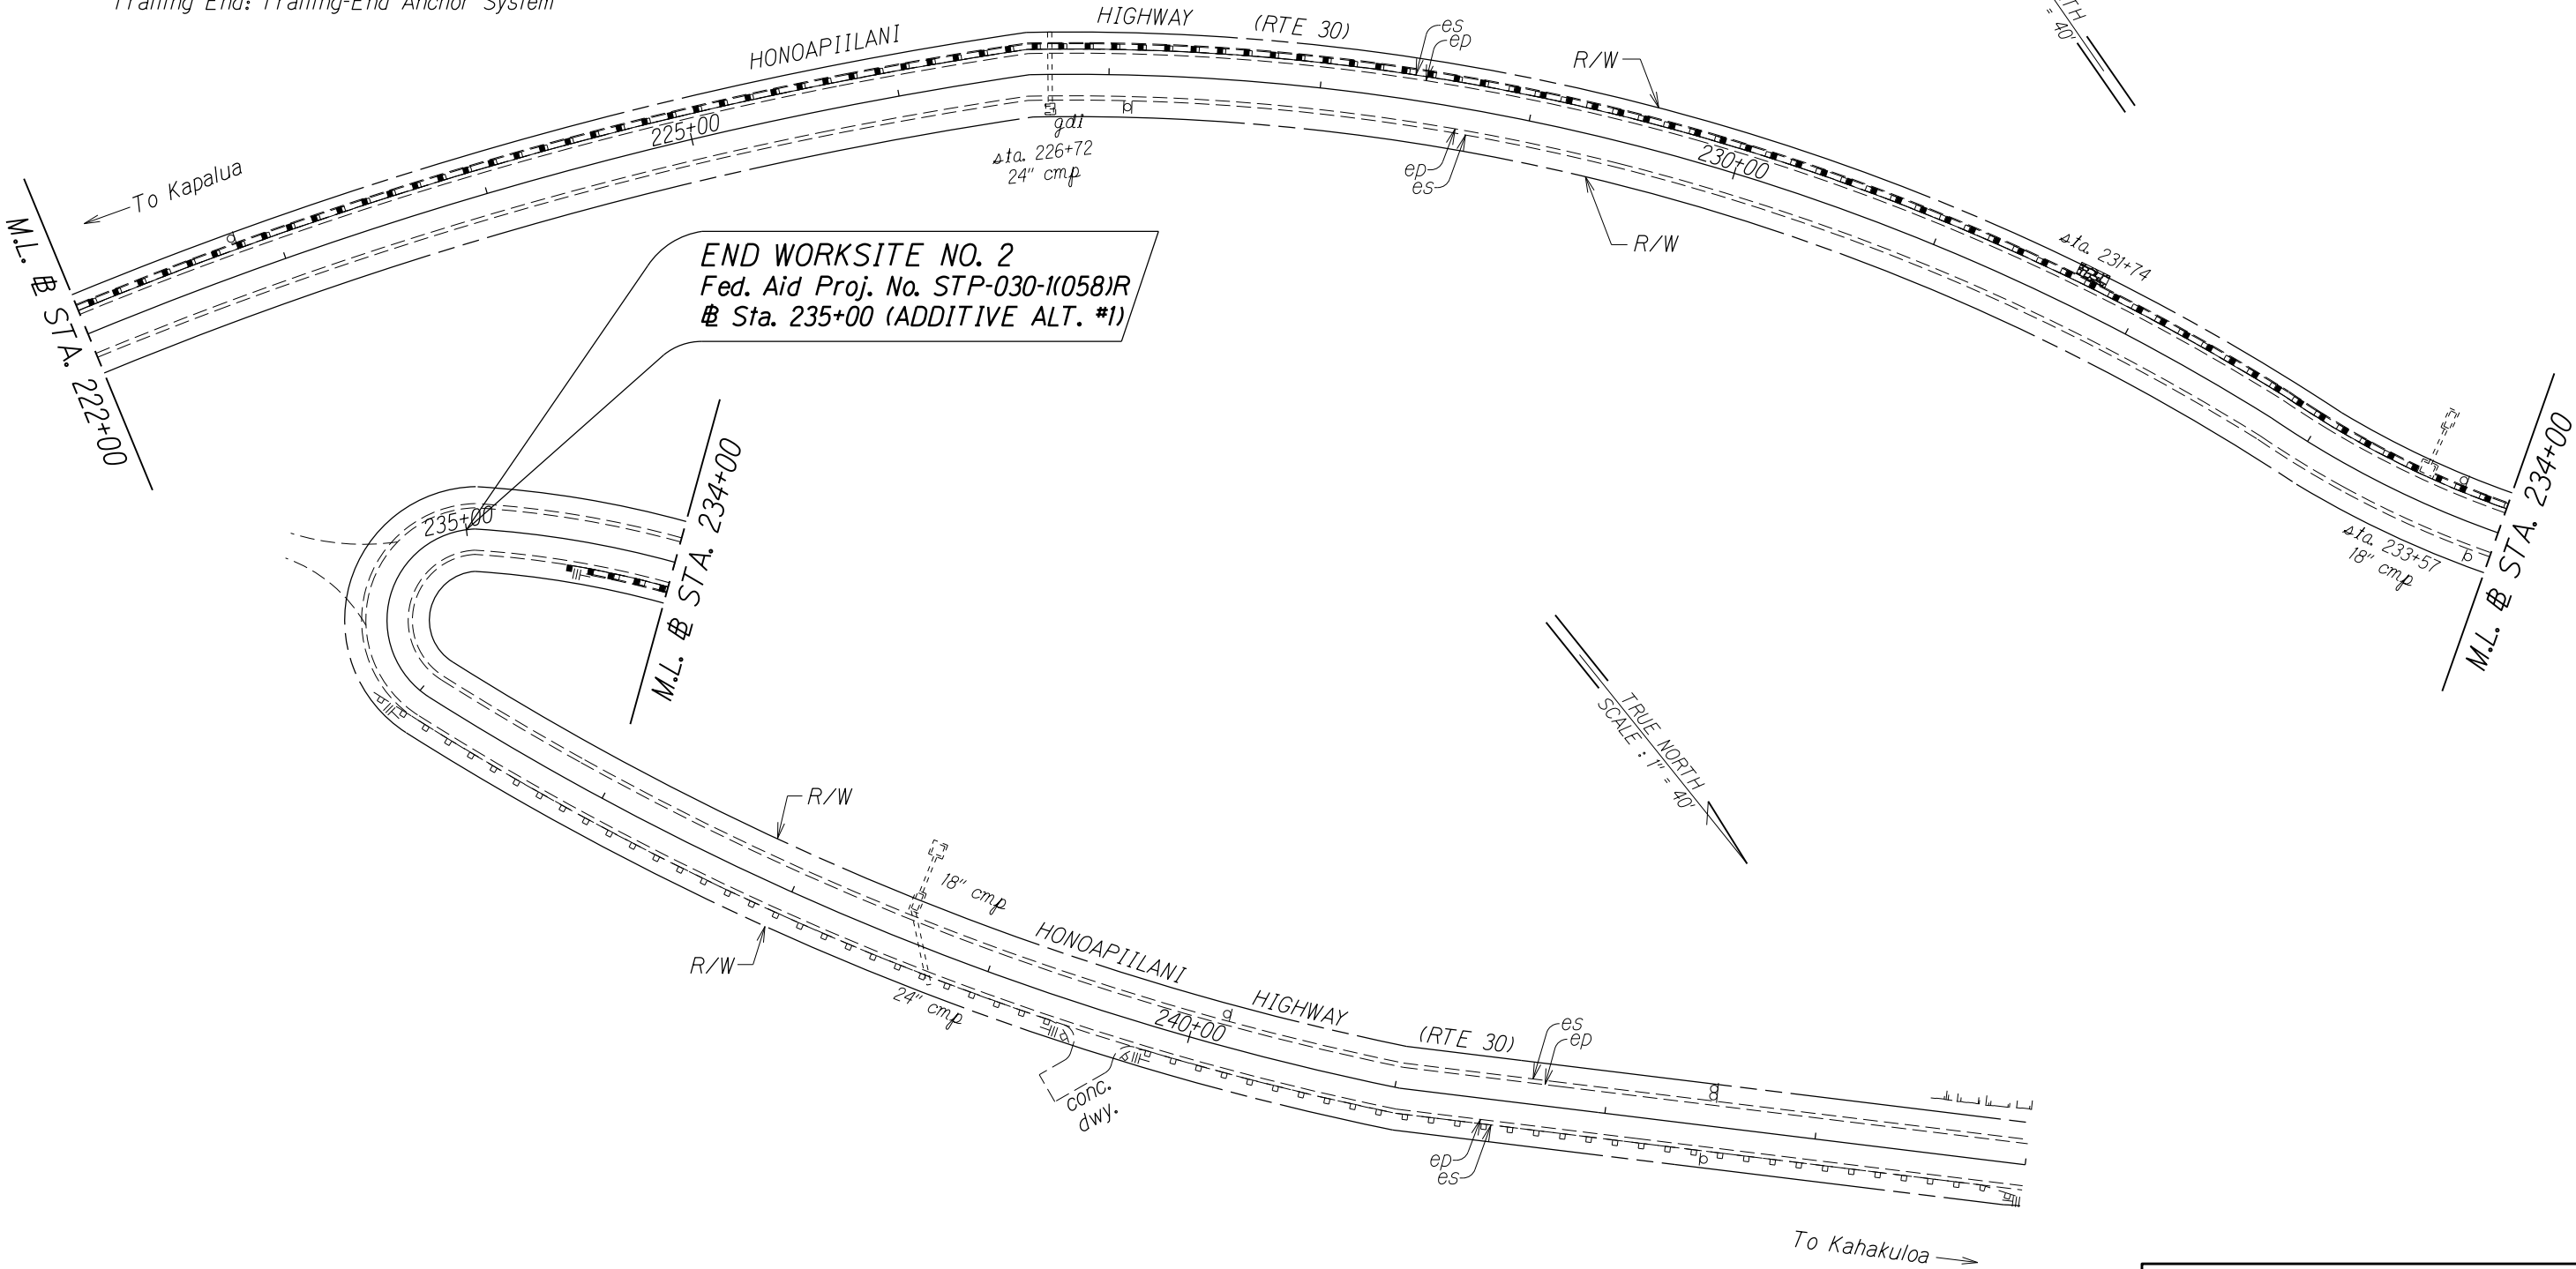 Trailing End: Trailing-End Anchor System
HONOAPIILANI
HIGHWAY
(RTE 30)
es
ep
R/W
TH
= 40'
225+00
gdi
sta. 226+72
24" cmp
ep
es
230+00
R/W
sta. 231+74
To Kapalua
M.L. B STA. 222+00
END WORKSITE NO. 2
Fed. Aid Proj. No. STP-030-1(058)R
B Sta. 235+00 (ADDITIVE ALT. #1)
sta. 233+57
18" cmp
M.L. B STA. 234+00
235+00
M.L. B STA. 234+00
TRUE NORTH
SCALE : 1" = 40'
R/W
18" cmp
R/W
24" cmp
HONOAPIILANI
HIGHWAY
(RTE 30)
240+00
es
ep
conc.
dwy.
ep
es
To Kahakuloa